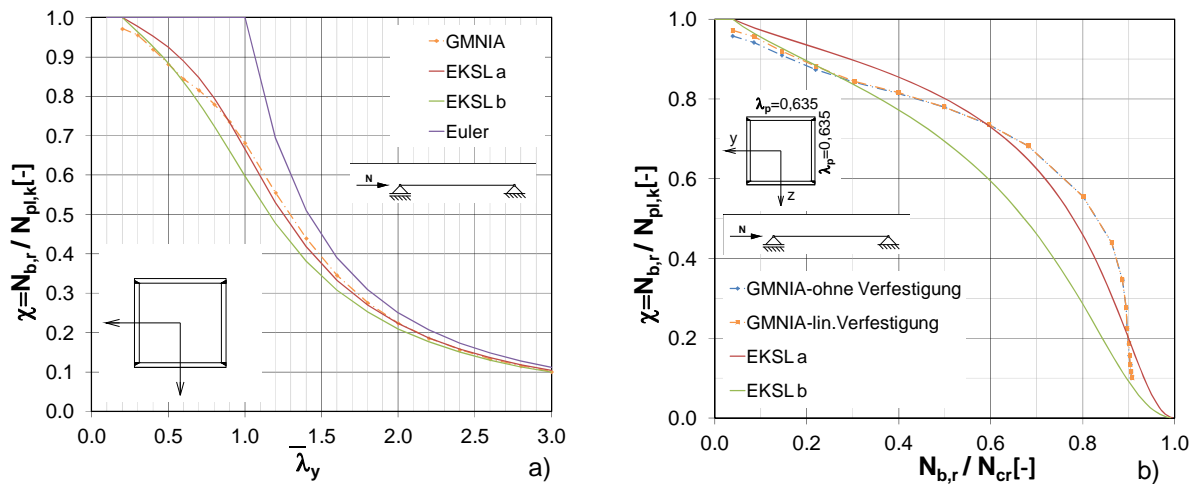 χ=N_b,r / N_pl,k[-]
1.0
0.9
0.8
0.7
0.6
0.5
0.4
0.3
0.2
0.1
0.0
GMNIA
EKSL a
EKSL b
Euler
N
0.0 0.5 1.0 1.5 2.0 2.5 3.0
λ̅_y
a)
χ=N_b,r / N_pl,k[-]
1.0
0.8
0.6
0.4
0.2
0.0
λ_p=0,635
λ_p=0,635
y
z
N
GMNIA-ohne Verfestigung
GMNIA-lin.Verfestigung
EKSL a
EKSL b
0.0 0.2 0.4 0.6 0.8 1.0
N_b,r / N_cr[-]
b)